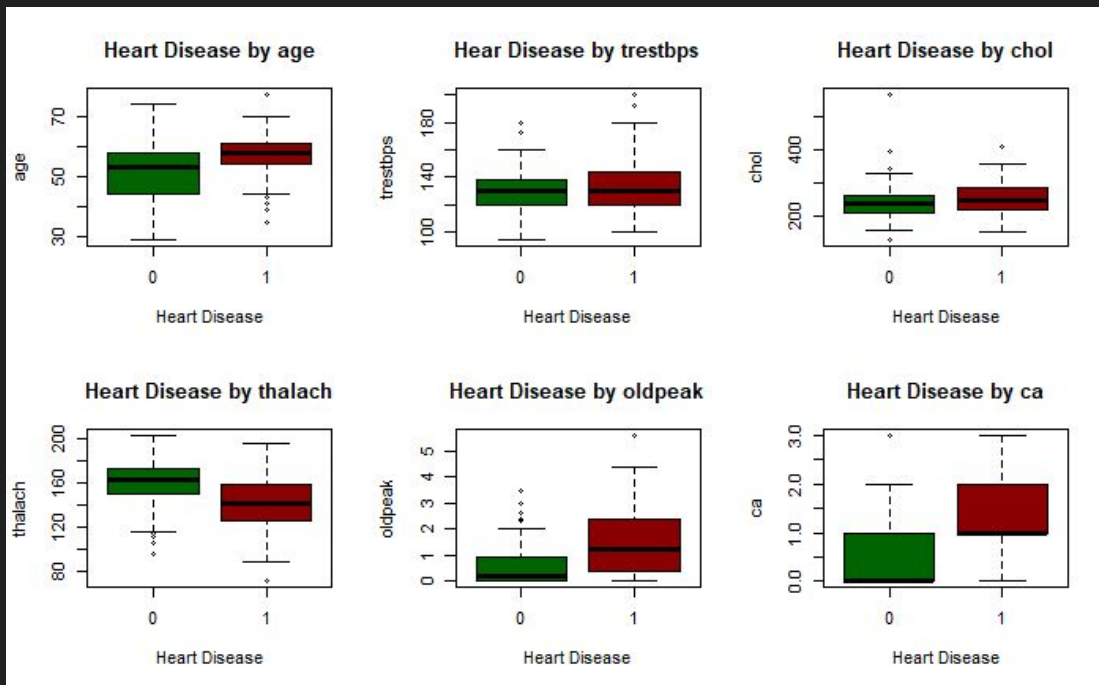 Heart Disease by age
Hear Disease by trestbps
Heart Disease by chol
age
30
50
70
0
1
Heart Disease
trestbps
100
140
180
0
1
Heart Disease
chol
200
400
0
1
Heart Disease
Heart Disease by thalach
Heart Disease by oldpeak
Heart Disease by ca
thalach
80
120
160
200
0
1
Heart Disease
oldpeak
0
1
2
3
4
5
0
1
Heart Disease
ca
0.0
1.0
2.0
3.0
0
1
Heart Disease